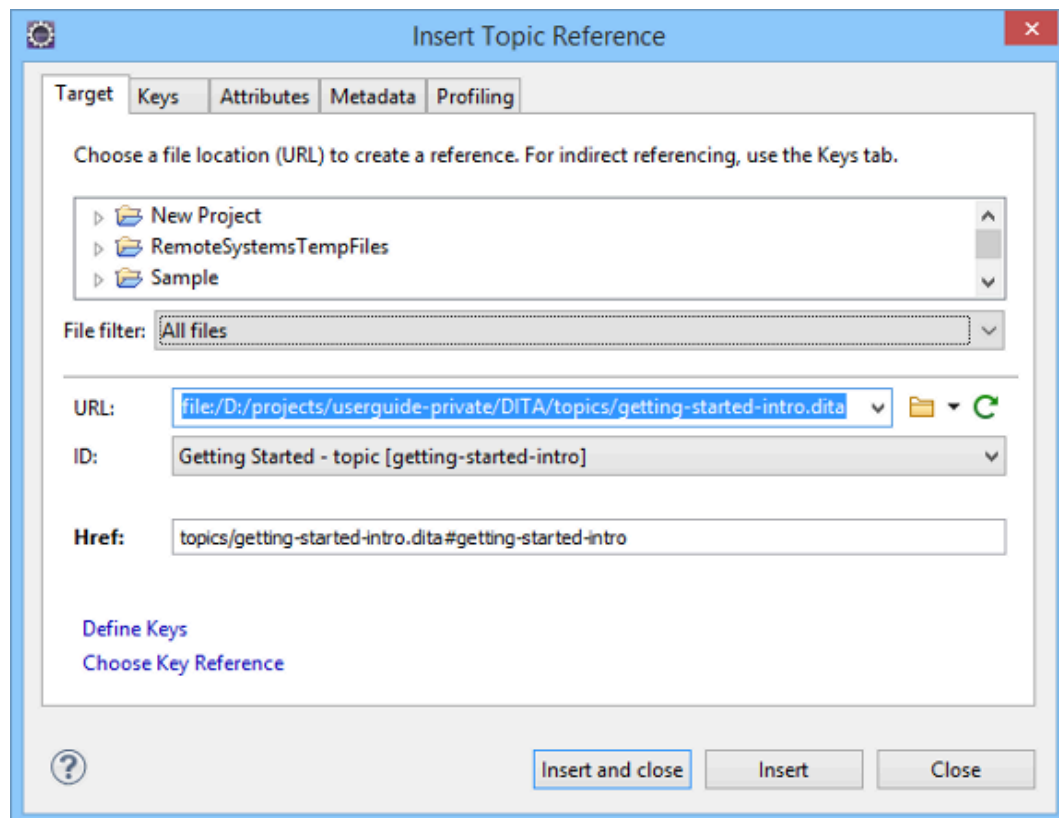 Insert Topic Reference
Target Keys Attributes Metadata Profiling
Choose a file location (URL) to create a reference. For indirect referencing, use the Keys tab.
New Project
RemoteSystemsTempFiles
Sample
File filter: All files
URL: file:/D:/projects/userguide-private/DITA/topics/getting-started-intro.dita
ID: Getting Started - topic [getting-started-intro]
Href: topics/getting-started-intro.dita#getting-started-intro
Define Keys
Choose Key Reference
? Insert and close Insert Close